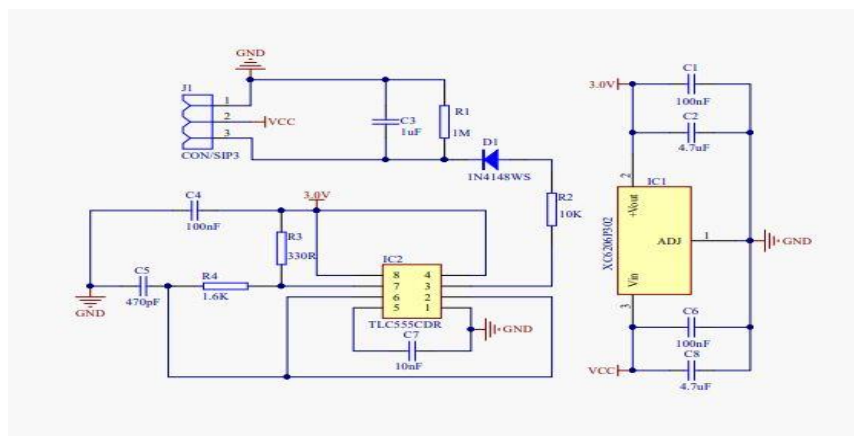 GND
J1
1
2
3
VCC
CON/SIP3
C3
1uF
R1
1M
D1
1N4148WS
R2
10K
C4
100nF
3.0V
R3
330R
C5
470pF
R4
1.6K
GND
IC2
8
7
6
5
4
3
2
1
TLC555CDR
GND
C7
10nF
3.0V
C1
100nF
C2
4.7uF
2
IC1
+Vout
XC6206P302
ADJ
1
GND
Vin
3
C6
100nF
VCC
C8
4.7uF